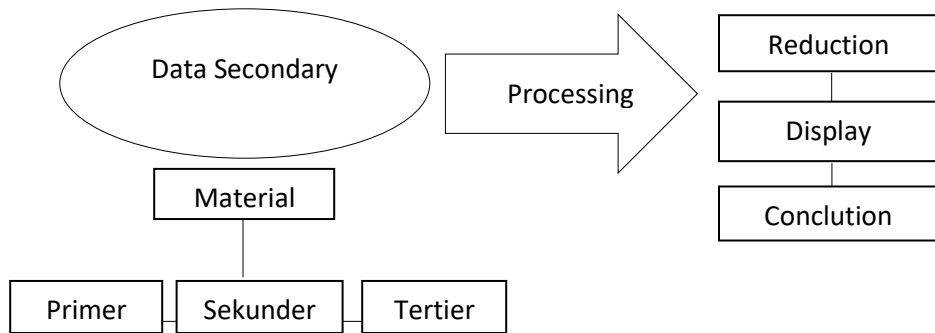 Data Secondary
Processing
Reduction
Display
Conclution
Material
Primer
Sekunder
Tertier